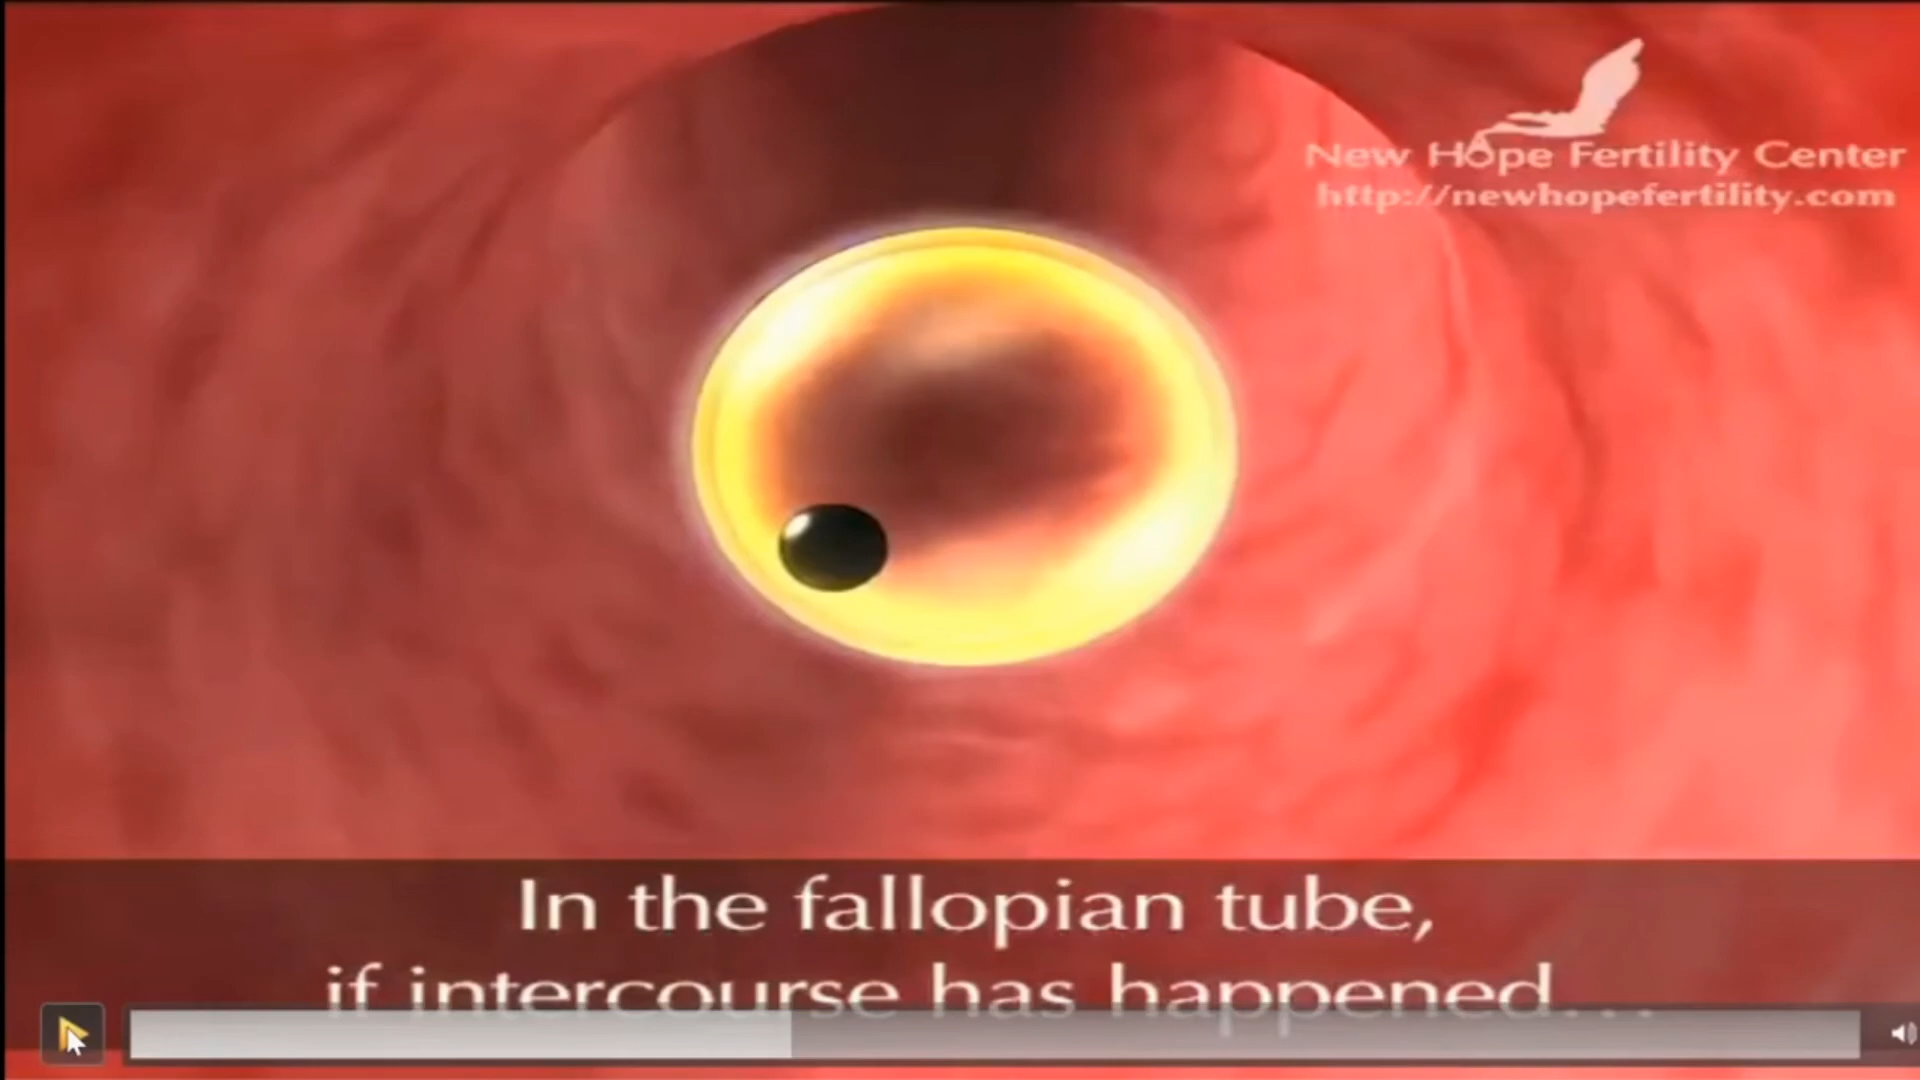 New Hope Fertility Center
http://newhopefertility.com
In the fallopian tube,
if intercourse has happened...